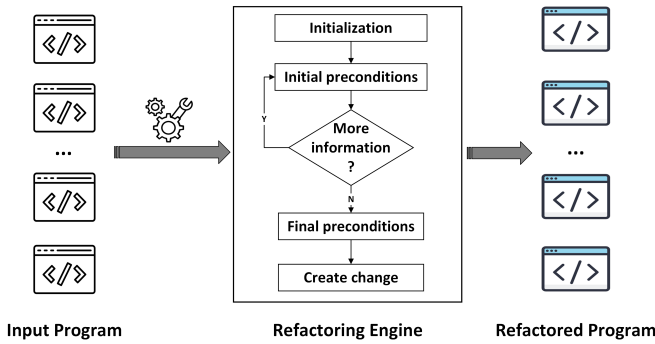 Initialization
Initial preconditions
Y
More
information
?
N
Final preconditions
Create change
...
...
Input Program
Refactoring Engine
Refactored Program